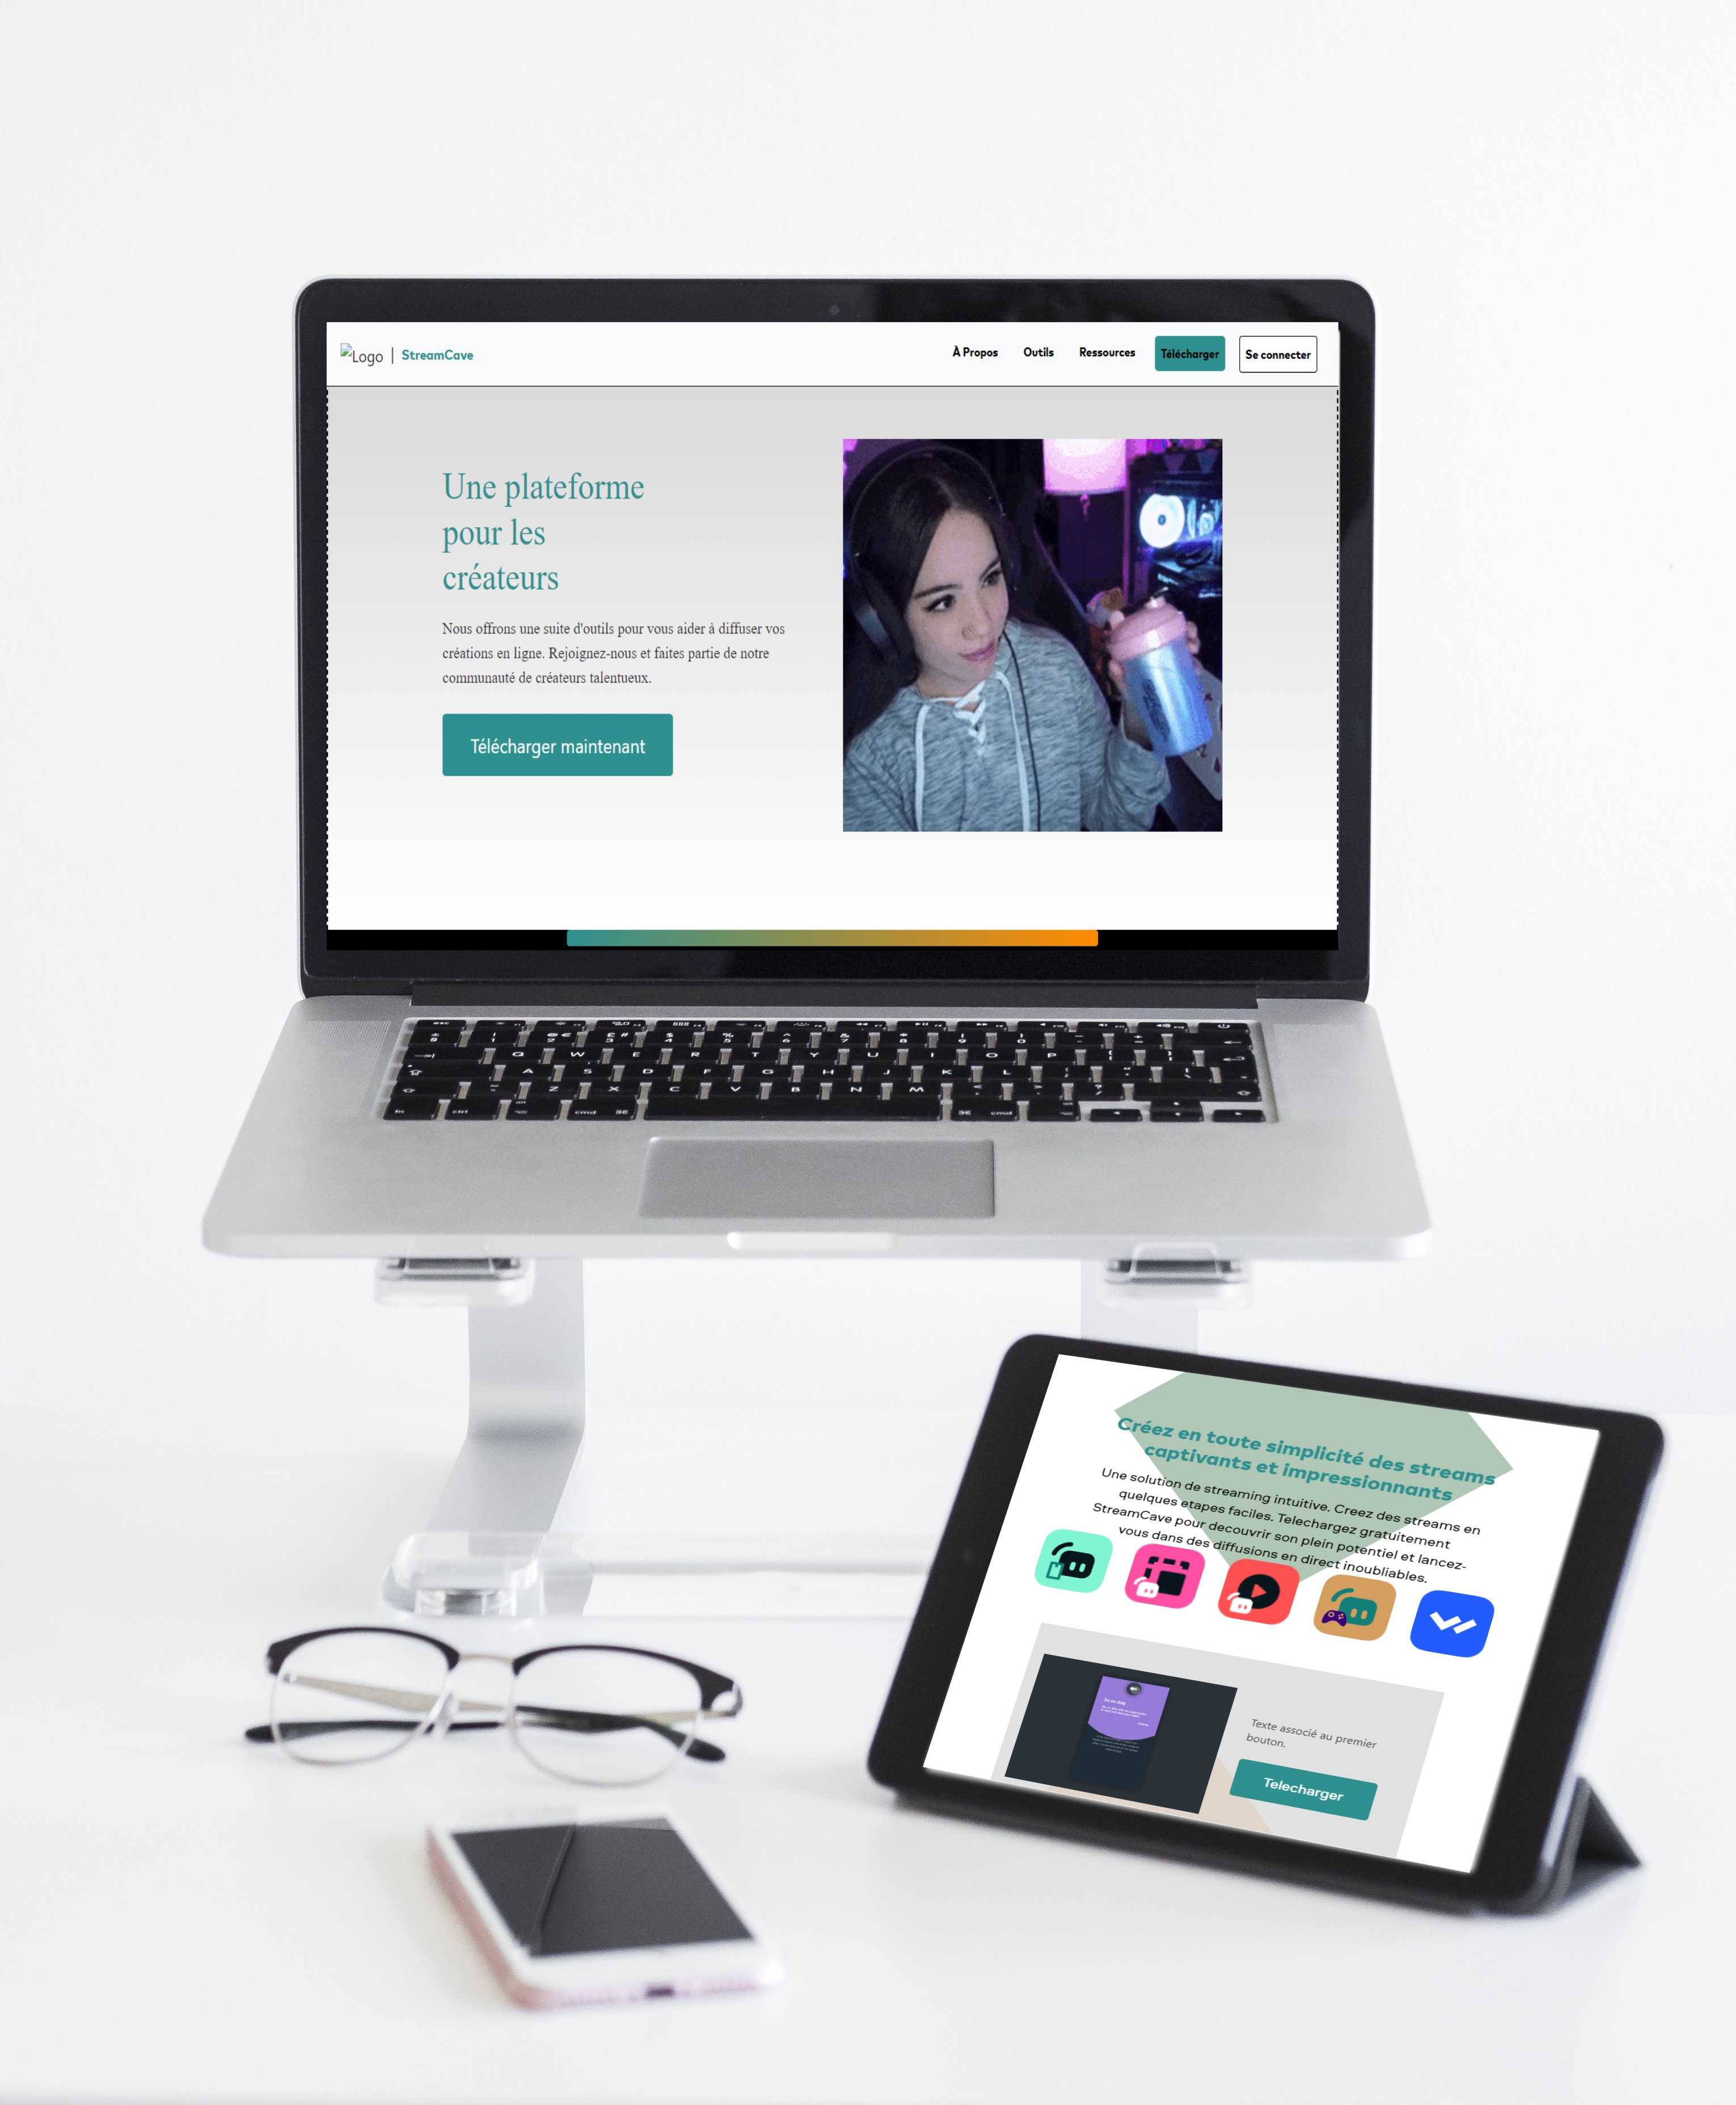 Logo | StreamCave
À Propos Outils Ressources Télécharger Se connecter
Une plateforme
pour les
créateurs
Nous offrons une suite d'outils pour vous aider à diffuser vos
créations en ligne. Rejoignez-nous et faites partie de notre
communauté de créateurs talentueux.
Télécharger maintenant
Q W E R T Y U I O P
A S D F G H J K L
Z X C V B N M
fn ctrl cmd cmd
Créez en toute simplicité des streams
captivants et impressionnants
Une solution de streaming intuitive. Creez des streams en
quelques etapes faciles. Telechargez gratuitement
StreamCave pour decouvrir son plein potentiel et lancez-
vous dans des diffusions en direct inoubliables.
Texte associé au premier
bouton.
Telecharger